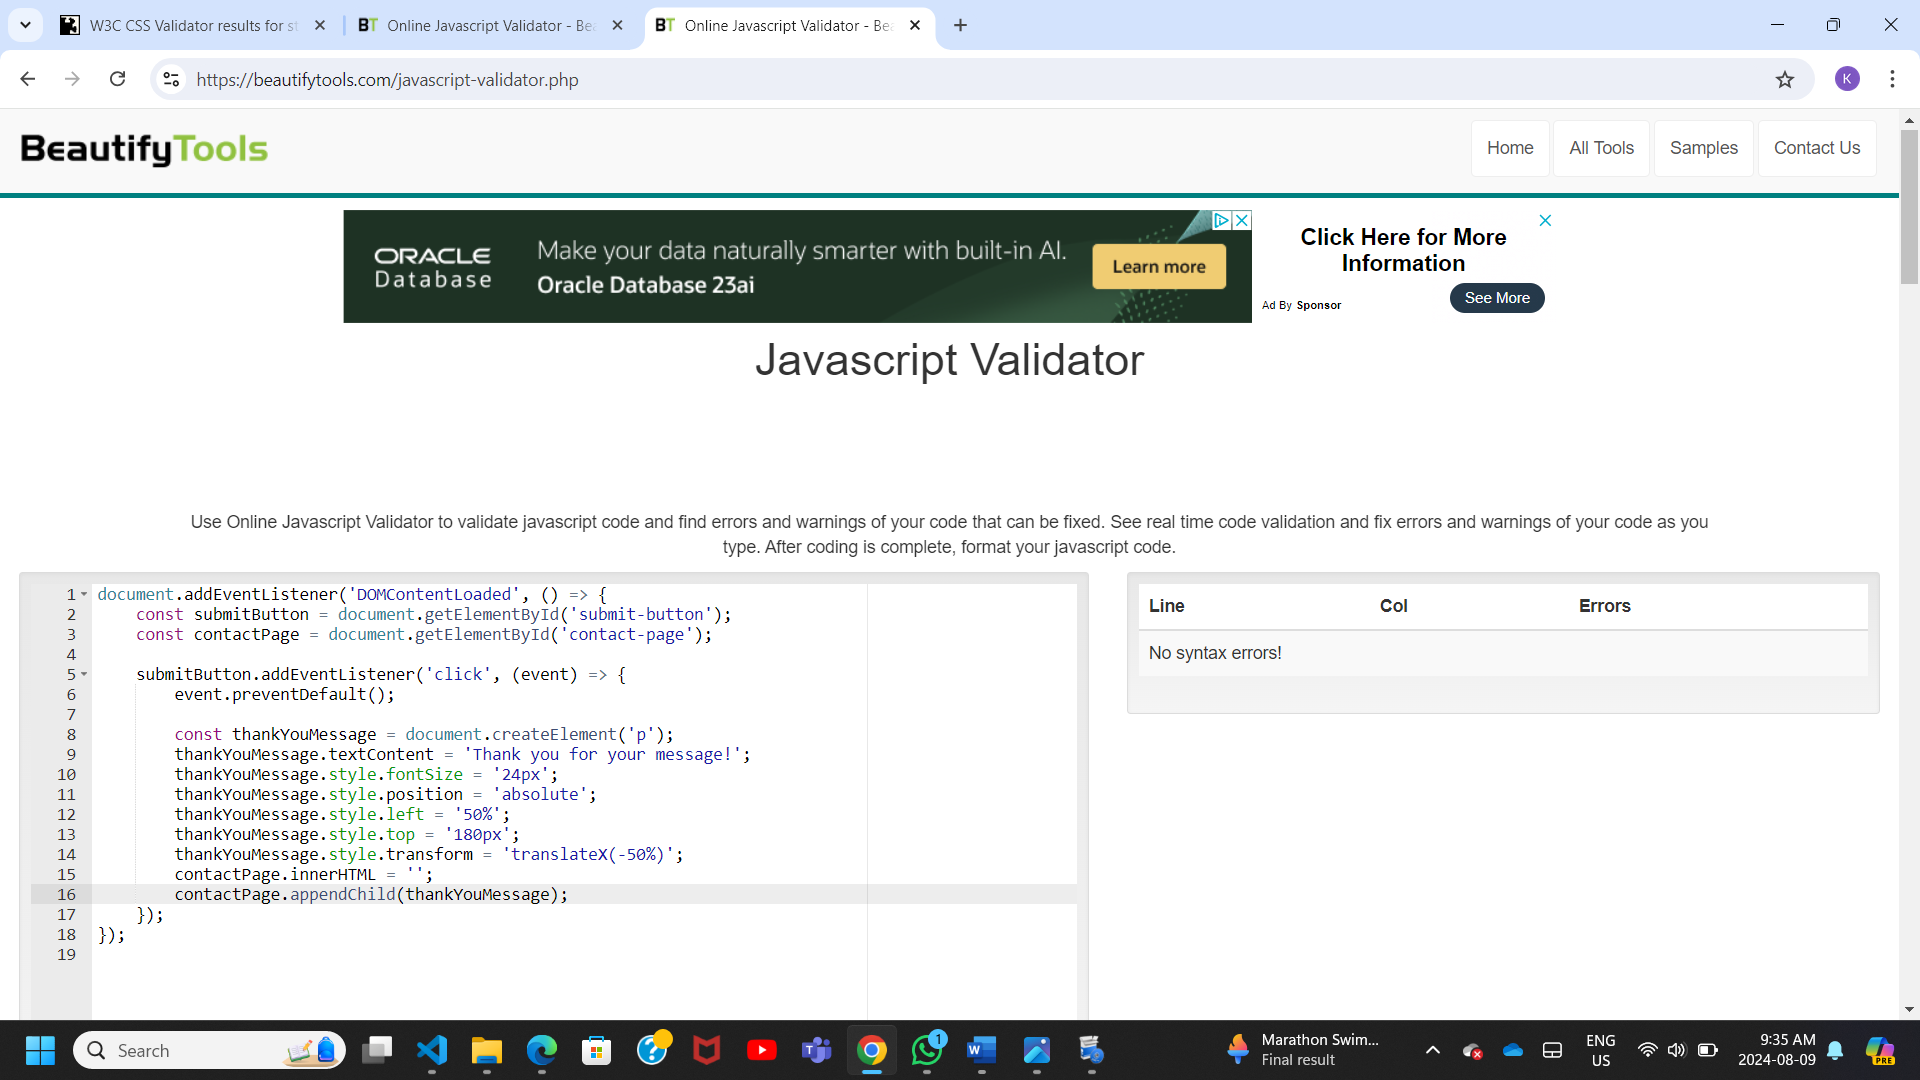 W3C CSS Validator results for st
BT Online Javascript Validator - Bea
BT Online Javascript Validator - Bea
https://beautifytools.com/javascript-validator.php
K
BeautifyTools
Home
All Tools
Samples
Contact Us
ORACLE
Database
Make your data naturally smarter with built-in AI.
Oracle Database 23ai
Learn more
Click Here for More
Information
Ad By Sponsor
See More
Javascript Validator
Use Online Javascript Validator to validate javascript code and find errors and warnings of your code that can be fixed. See real time code validation and fix errors and warnings of your code as you
type. After coding is complete, format your javascript code.
1 document.addEventListener('DOMContentLoaded', () => {
2 const submitButton = document.getElementById('submit-button');
3 const contactPage = document.getElementById('contact-page');
4
5 submitButton.addEventListener('click', (event) => {
6 event.preventDefault();
7
8 const thankYouMessage = document.createElement('p');
9 thankYouMessage.textContent = 'Thank you for your message!';
10 thankYouMessage.style.fontSize = '24px';
11 thankYouMessage.style.position = 'absolute';
12 thankYouMessage.style.left = '50%';
13 thankYouMessage.style.top = '180px';
14 thankYouMessage.style.transform = 'translateX(-50%)';
15 contactPage.innerHTML = '';
16 contactPage.appendChild(thankYouMessage);
17 });
18 });
19
Line Col Errors
No syntax errors!
Search
1
Marathon Swim...
Final result
ENG
US
9:35 AM
2024-08-09
PRE